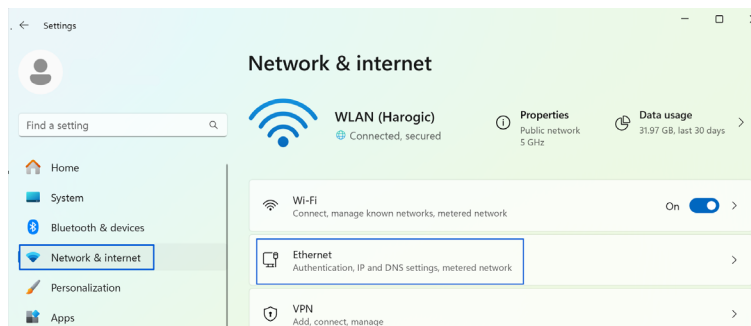 Settings
Network & internet
WLAN (Harogic)
Connected, secured
Properties
Public network
5 GHz
Data usage
31.97 GB, last 30 days
Find a setting
Home
System
Bluetooth & devices
Network & internet
Personalization
Apps
Wi-Fi
Connect, manage known networks, metered network
On
Ethernet
Authentication, IP and DNS settings, metered network
VPN
Add, connect, manage